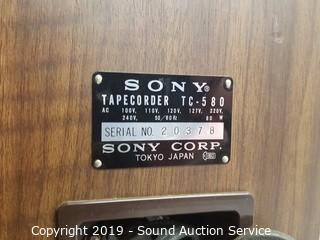 SONY®
TAPECORDER TC-580
AC 100V, 110V, 120V, 127V, 220V,
240V, 50/60Hz 80 W
SERIAL NO. 20378
SONY CORP.
TOKYO JAPAN
Copyright 2019 - Sound Auction Service